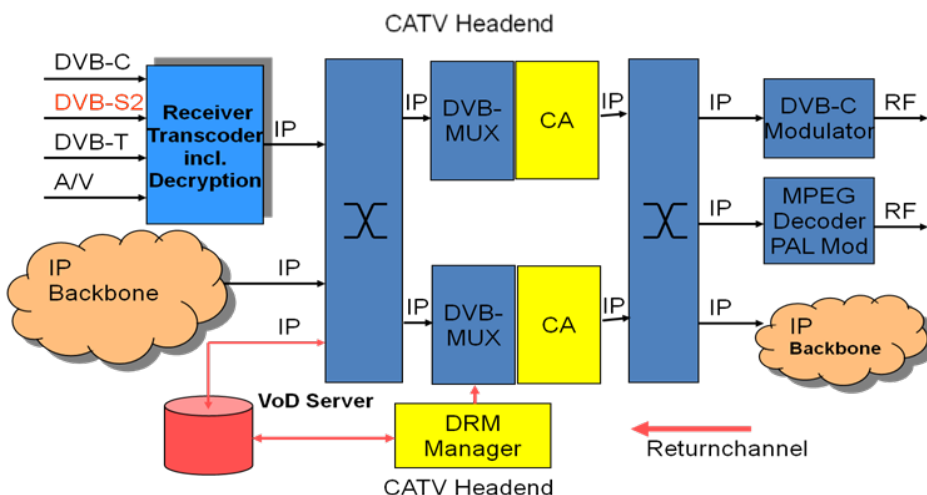 CATV Headend
DVB-C
DVB-S2
DVB-T
A/V
Receiver
Transcoder
incl.
Decryption
IP
IP
Backbone
IP
IP
VoD Server
IP
DVB-
MUX
CA
IP
IP
DVB-
MUX
CA
IP
DRM
Manager
IP
DVB-C
Modulator
RF
IP
MPEG
Decoder
PAL Mod
RF
IP
IP
Backbone
Returnchannel
CATV Headend